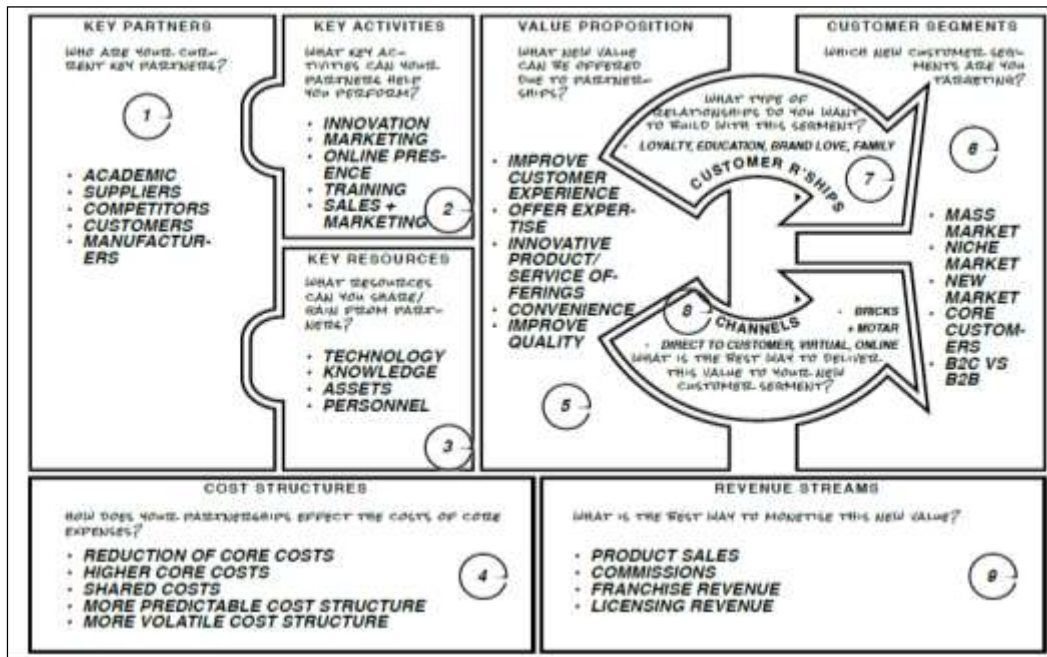 KEY PARTNERS
WHO ARE YOUR CUR-
RENT KEY PARTNERS?
1
• ACADEMIC
• SUPPLIERS
• COMPETITORS
• CUSTOMERS
• MANUFACTUR-
ERS
KEY ACTIVITIES
WHAT KEY AC-
TIVITIES CAN YOUR
PARTNERS HELP
YOU PERFORM?
• INNOVATION
• MARKETING
• ONLINE PRES-
ENCE
• TRAINING
• SALES +
MARKETING
2
KEY RESOURCES
WHAT RESOURCES
CAN YOU SHARE/
GAIN FROM PART-
NERS?
• TECHNOLOGY
• KNOWLEDGE
• ASSETS
• PERSONNEL
3
VALUE PROPOSITION
WHAT NEW VALUE
CAN BE OFFERED
DUE TO PARTNER-
SHIPS?
• IMPROVE
CUSTOMER
EXPERIENCE
• OFFER EXPER-
TISE
• INNOVATIVE
PRODUCT/
SERVICE OF-
FERINGS
• CONVENIENCE
• IMPROVE
QUALITY
5
WHAT TYPE OF
RELATIONSHIPS DO YOU WANT
TO BUILD WITH THIS SEGMENT?
• LOYALTY, EDUCATION, BRAND LOVE, FAMILY
CUSTOMER R'SHIPS
7
8
CHANNELS
• BRICKS
+ MOTAR
• DIRECT TO CUSTOMER, VIRTUAL, ONLINE
WHAT IS THE BEST WAY TO DELIVER
THIS VALUE TO YOUR NEW
CUSTOMER SEGMENT?
CUSTOMER SEGMENTS
WHICH NEW CUSTOMER SEG-
MENTS ARE YOU
TARGETING?
6
• MASS
MARKET
• NICHE
MARKET
• NEW
MARKET
• CORE
CUSTOM-
ERS
• B2C VS
B2B
COST STRUCTURES
HOW DOES YOUR PARTNERSHIPS EFFECT THE COSTS OF CORE
EXPENSES?
• REDUCTION OF CORE COSTS
• HIGHER CORE COSTS
• SHARED COSTS
• MORE PREDICTABLE COST STRUCTURE
• MORE VOLATILE COST STRUCTURE
4
REVENUE STREAMS
WHAT IS THE BEST WAY TO MONETISE THIS NEW VALUE?
• PRODUCT SALES
• COMMISSIONS
• FRANCHISE REVENUE
• LICENSING REVENUE
9